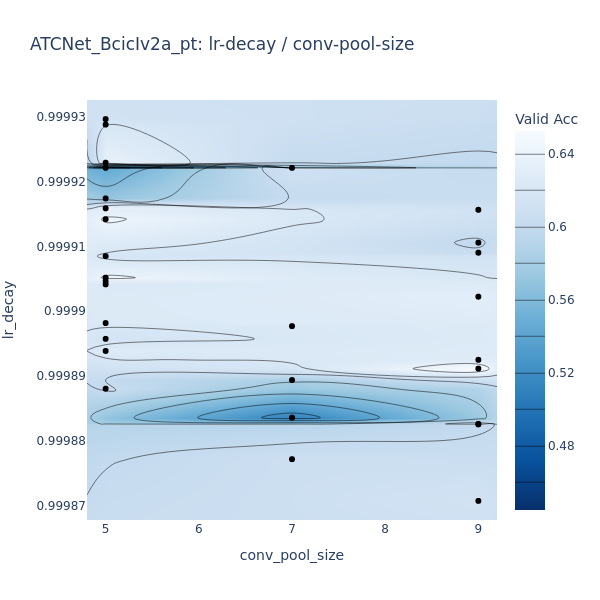 ATCNet_BcicIv2a_pt: lr-decay / conv-pool-size
Valid Acc
0.99993
0.99992
0.99991
0.9999
0.99989
0.99988
0.99987
lr_decay
5 6 7 8 9
conv_pool_size
0.64
0.6
0.56
0.52
0.48